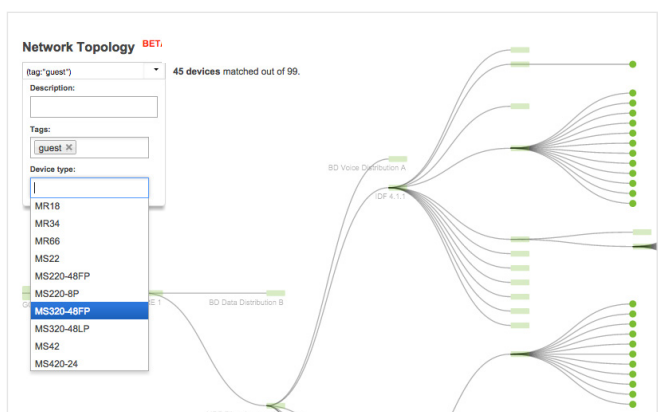 Network Topology BETA
(tag:"guest")
45 devices matched out of 99.
Description:
Tags:
guest ×
Device type:
MR18
MR34
MR66
MS22
MS220-48FP
MS220-8P
MS320-48FP
MS320-48LP
MS42
MS420-24
BD Voice Distribution A
IDF 4.1.1
E 1
BD Data Distribution B